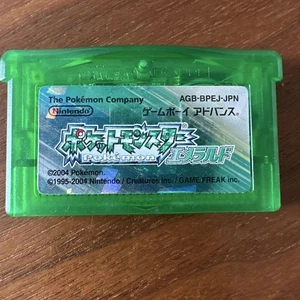 The Pokémon Company AGB-BPEJ-JPN
Nintendo ゲームボーイ アドバンス
ポケットモンスター
Pokémon エメラルド
©2004 Pokémon.
©1995-2004 Nintendo / Creatures inc. / GAME FREAK inc.